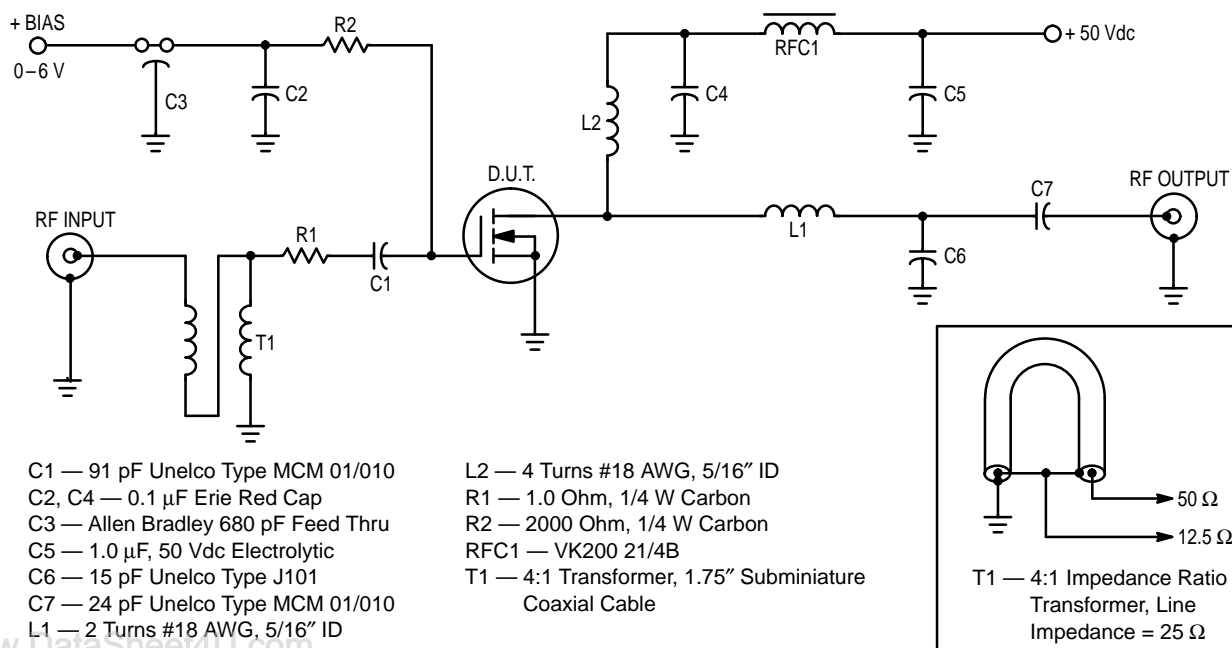 + BIAS
0–6 V
R2
C3
C2
RFC1
+ 50 Vdc
C4
C5
L2
D.U.T.
RF INPUT
R1
C1
T1
L1
C7
C6
RF OUTPUT
50 Ω
12.5 Ω
T1 — 4:1 Impedance Ratio
Transformer, Line
Impedance = 25 Ω
C1 — 91 pF Unelco Type MCM 01/010
C2, C4 — 0.1 μF Erie Red Cap
C3 — Allen Bradley 680 pF Feed Thru
C5 — 1.0 μF, 50 Vdc Electrolytic
C6 — 15 pF Unelco Type J101
C7 — 24 pF Unelco Type MCM 01/010
L1 — 2 Turns #18 AWG, 5/16″ ID
L2 — 4 Turns #18 AWG, 5/16″ ID
R1 — 1.0 Ohm, 1/4 W Carbon
R2 — 2000 Ohm, 1/4 W Carbon
RFC1 — VK200 21/4B
T1 — 4:1 Transformer, 1.75″ Subminiature
Coaxial Cable
w.DataSheet4U.com